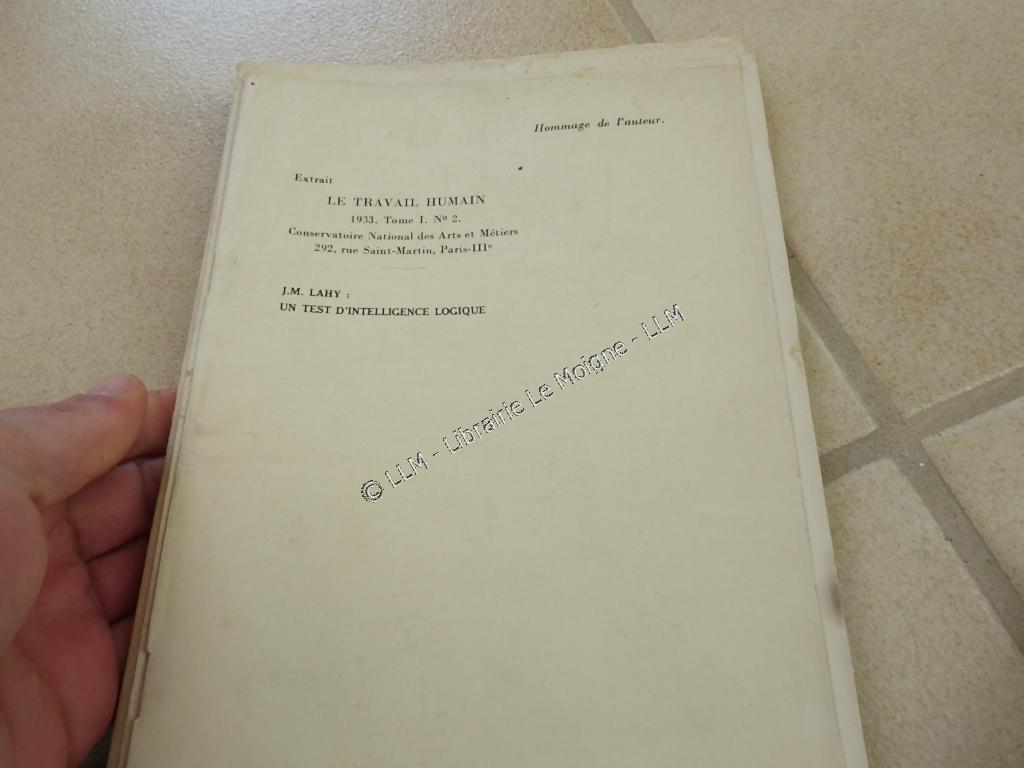 Hommage de l'auteur.
Extrait
LE TRAVAIL HUMAIN
1933. Tome I. Nº 2.
Conservatoire National des Arts et Métiers
292, rue Saint-Martin, Paris-IIIe
J.M. LAHY :
UN TEST D'INTELLIGENCE LOGIQUE
© LLM - Librairie Le Moigne - LLM